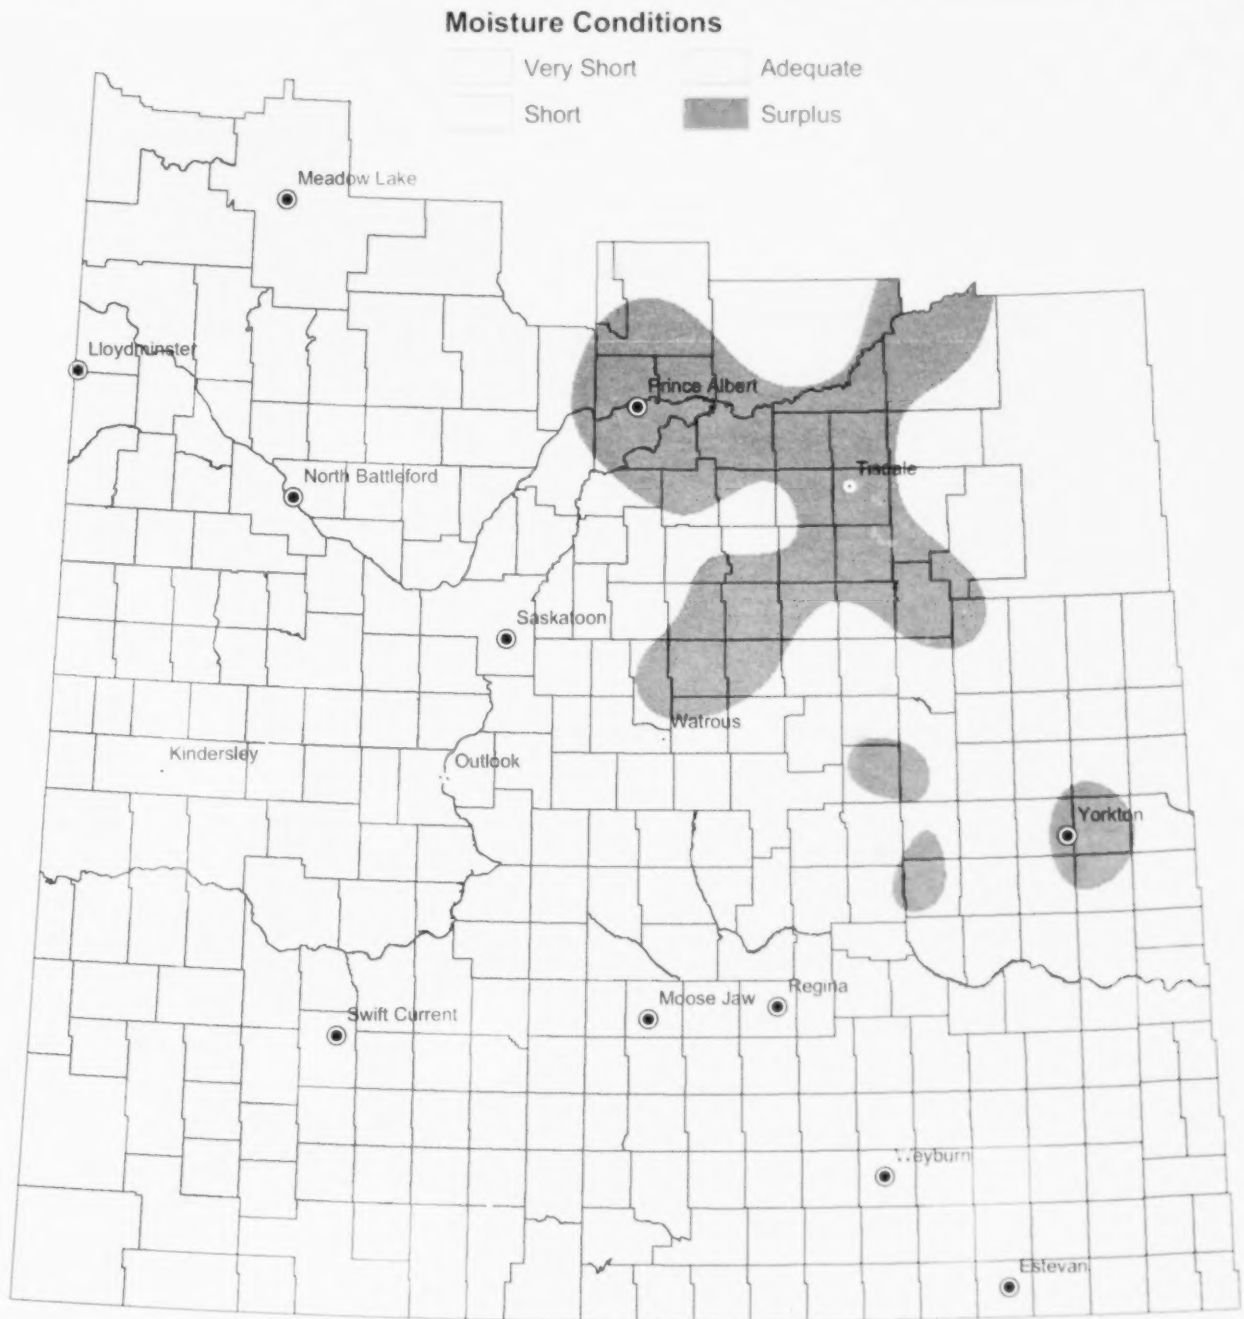 Moisture Conditions
Very Short
Adequate
Short
Surplus
Meadow Lake
Lloydminster
Prince Albert
Tisdale
North Battleford
Saskatoon
Watrous
Kindersley
Outlook
Yorkton
Moose Jaw
Regina
Swift Current
Weyburn
Estevan